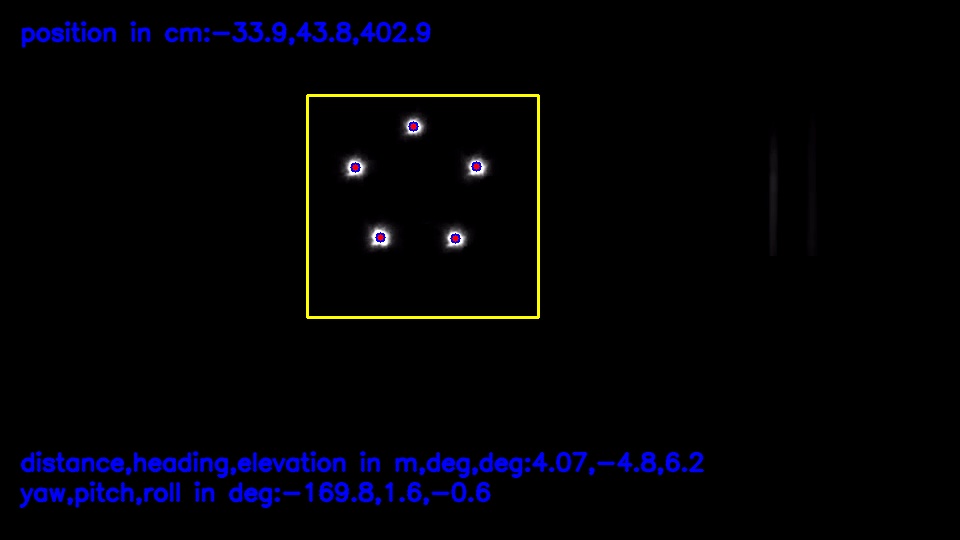 position in cm:-33.9,43.8,402.9
distance,heading,elevation in m,deg,deg:4.07,-4.8,6.2
yaw,pitch,roll in deg:-169.8,1.6,-0.6